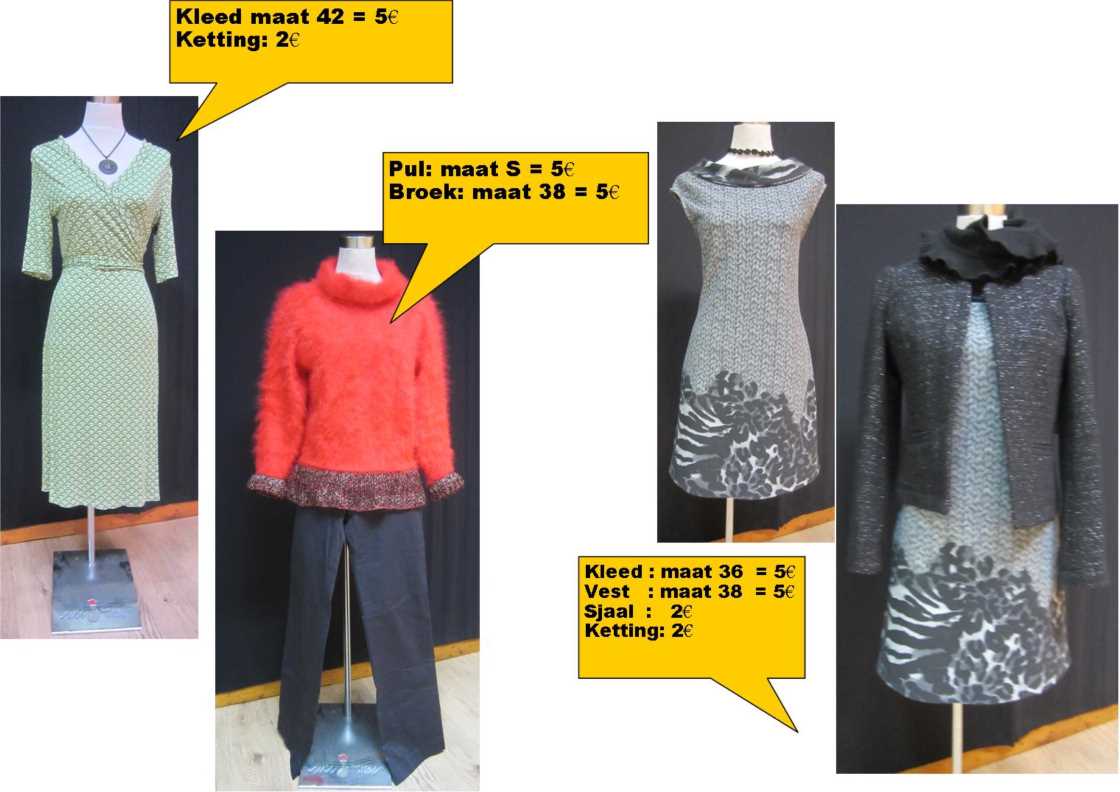 Kleed maat 42 = 5€
Ketting: 2€
Pul: maat S = 5€
Broek: maat 38 = 5€
Kleed : maat 36 = 5€
Vest : maat 38 = 5€
Sjaal : 2€
Ketting: 2€